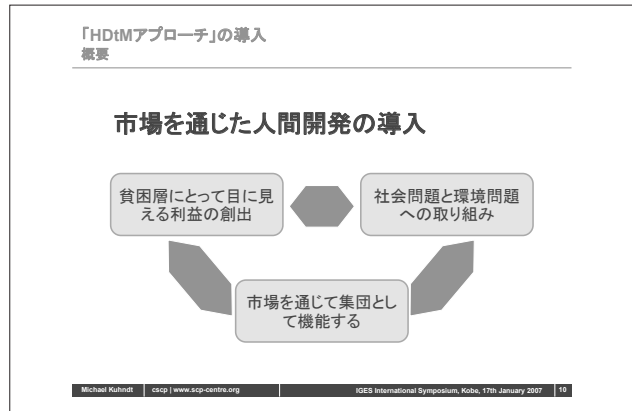 「HDtMアプローチ」の導入
概要
市場を通じた人間開発の導入
貧困層にとって目に見
える利益の創出
社会問題と環境問題
への取り組み
市場を通じて集団とし
て機能する
Michael Kuhndt cscp | www.scp-centre.org IGES International Symposium, Kobe, 17th January 2007 10